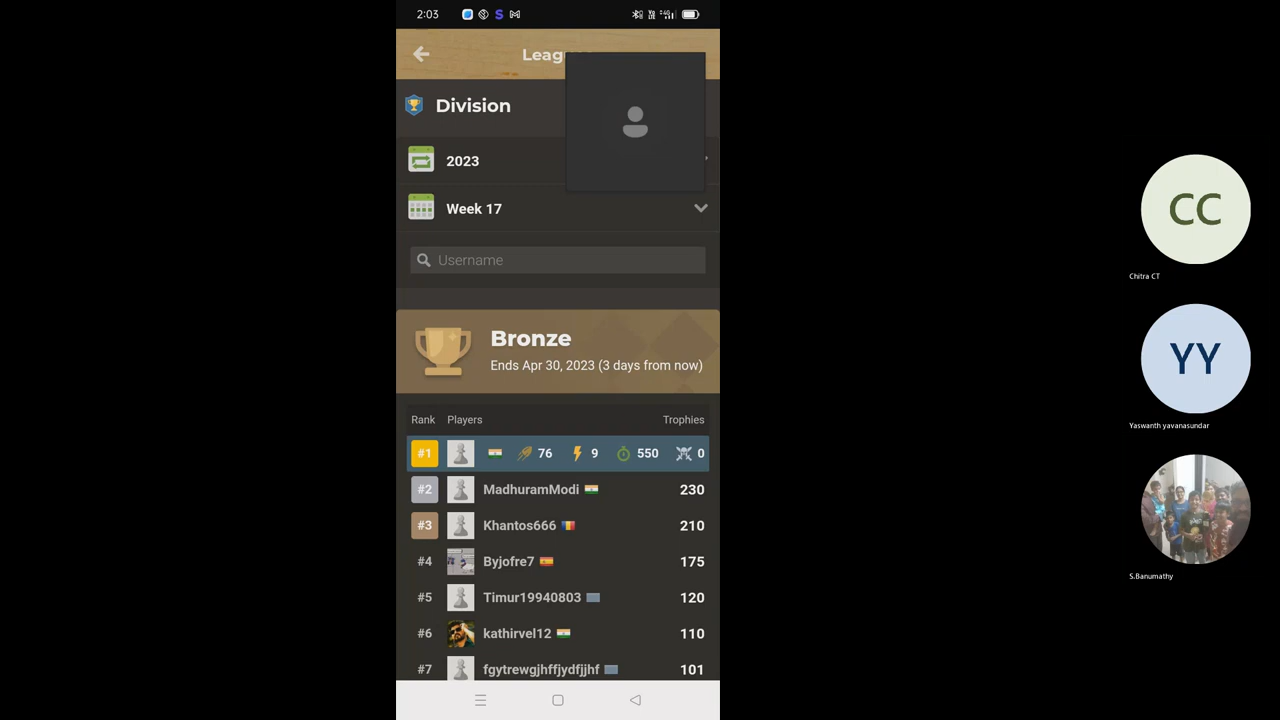 2:03
S
Leag
Division
2023
Week 17
Username
Bronze
Ends Apr 30, 2023 (3 days from now)
Rank Players Trophies
#1 76 9 550 0
#2 MadhuramModi 230
#3 Khantos666 210
#4 Byjofre7 175
#5 Timur19940803 120
#6 kathirvel12 110
#7 fgytrewgjhffjydfjjhf 101
CC
Chitra CT
YY
Yaswanth yavanasundar
S.Banumathy